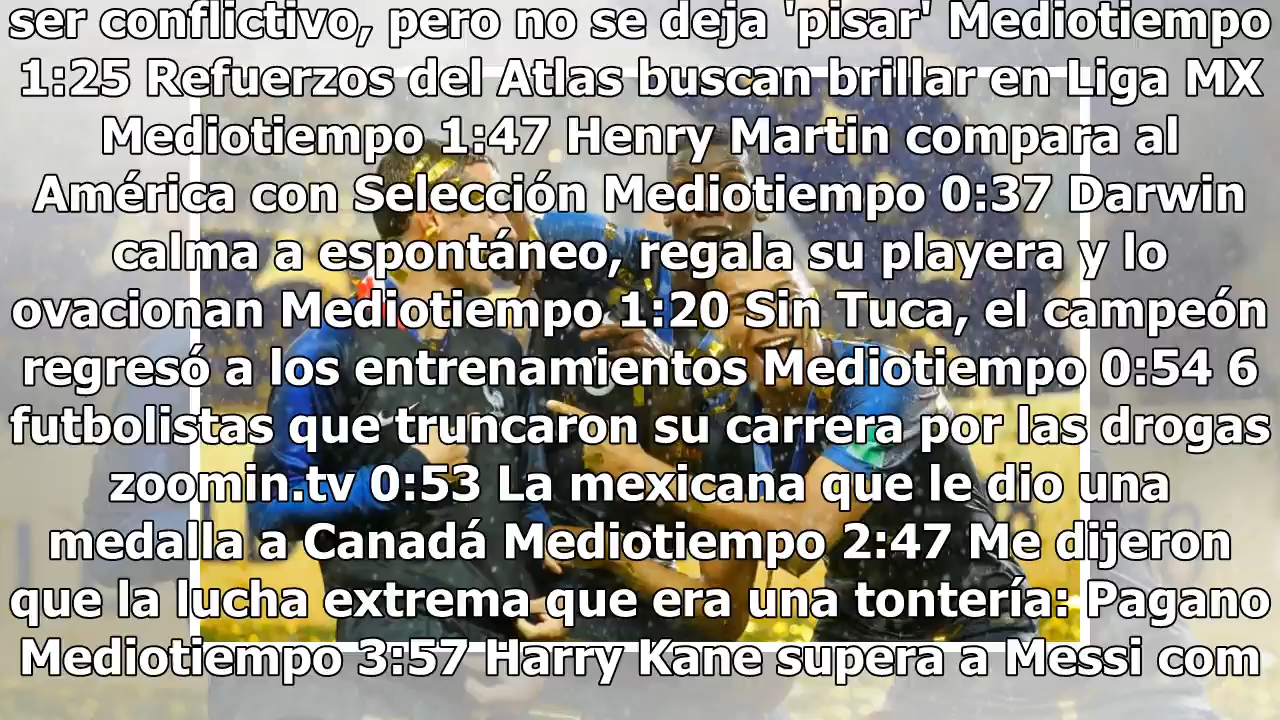 ser conflictivo, pero no se deja 'pisar' Mediotiempo
1:25 Refuerzos del Atlas buscan brillar en Liga MX
Mediotiempo 1:47 Henry Martin compara al
América con Selección Mediotiempo 0:37 Darwin
calma a espontáneo, regala su playera y lo
ovacionan Mediotiempo 1:20 Sin Tuca, el campeón
regresó a los entrenamientos Mediotiempo 0:54 6
futbolistas que truncaron su carrera por las drogas
zoomin.tv 0:53 La mexicana que le dio una
medalla a Canadá Mediotiempo 2:47 Me dijeron
que la lucha extrema que era una tontería: Pagano
Mediotiempo 3:57 Harry Kane supera a Messi com